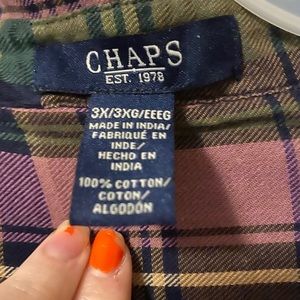 CHAPS
EST. 1978
3X/3XG/EEEG
MADE IN INDIA/
FABRIQUÉ EN
INDE/
HECHO EN
INDIA
100% COTTON/
COTON/
ALGODÓN